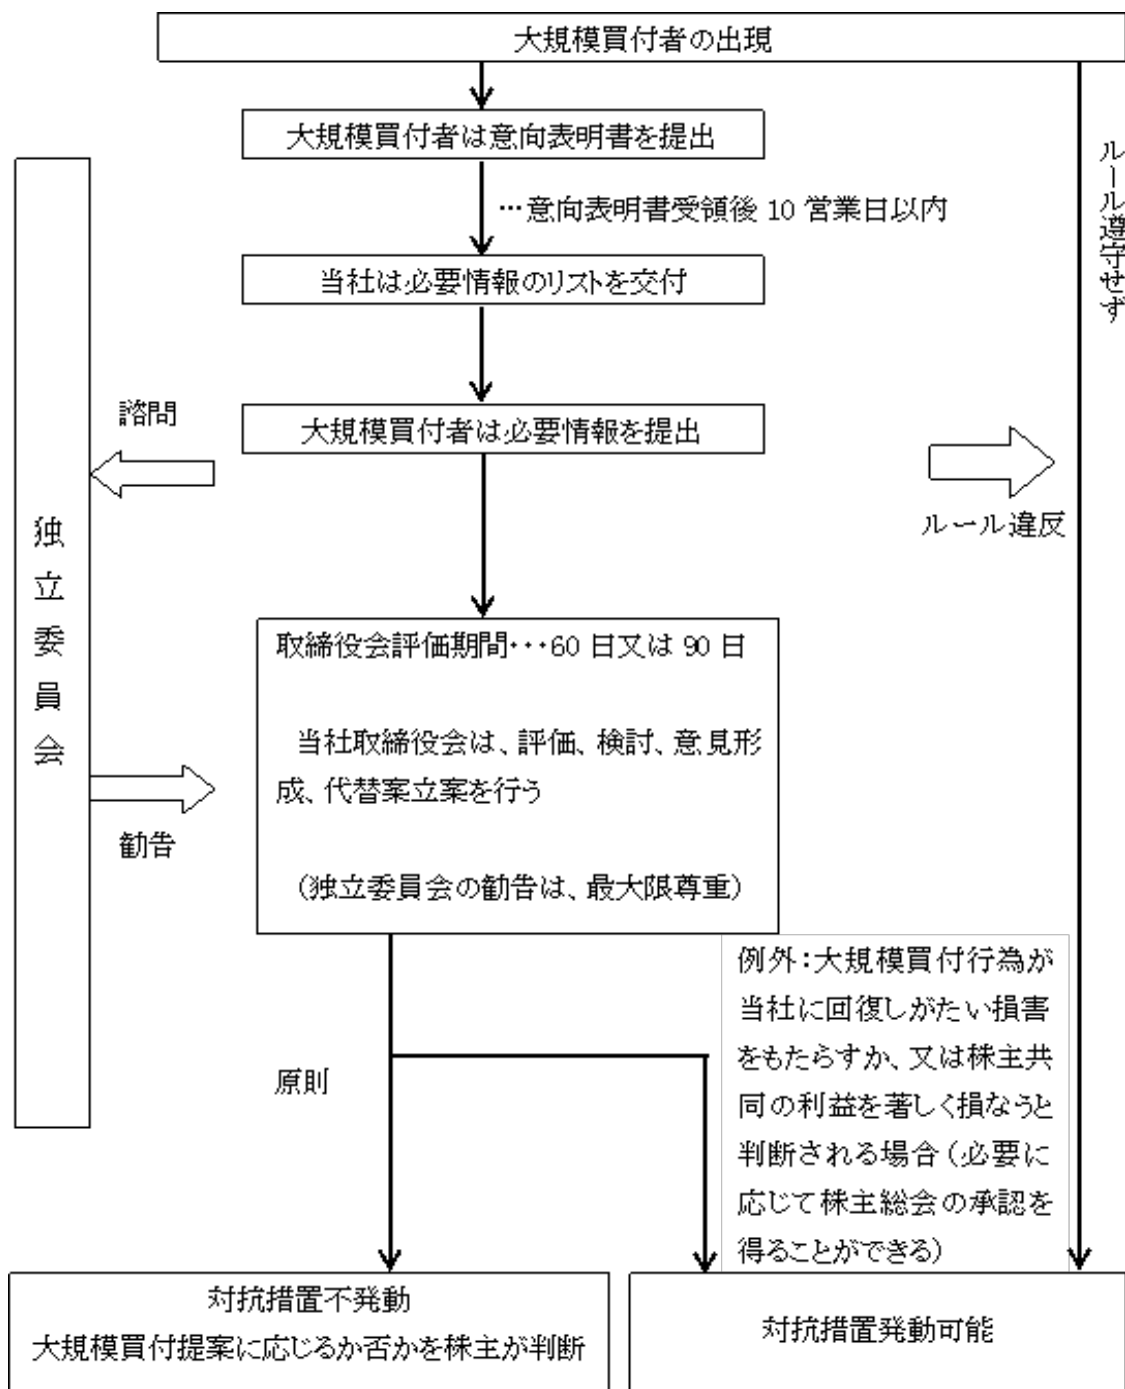 大規模買付者の出現
大規模買付者は意向表明書を提出
ルール遵守せず
…意向表明書受領後 10 営業日以内
当社は必要情報のリストを交付
諮問
大規模買付者は必要情報を提出
ルール違反
独立委員会
取締役会評価期間・・・60 日又は 90 日
当社取締役会は、評価、検討、意見形
成、代替案立案を行う
(独立委員会の勧告は、最大限尊重)
勧告
原則
例外:大規模買付行為が
当社に回復しがたい損害
をもたらすか、又は株主共
同の利益を著しく損なうと
判断される場合(必要に
応じて株主総会の承認を
得ることができる)
対抗措置不発動
大規模買付提案に応じるか否かを株主が判断
対抗措置発動可能